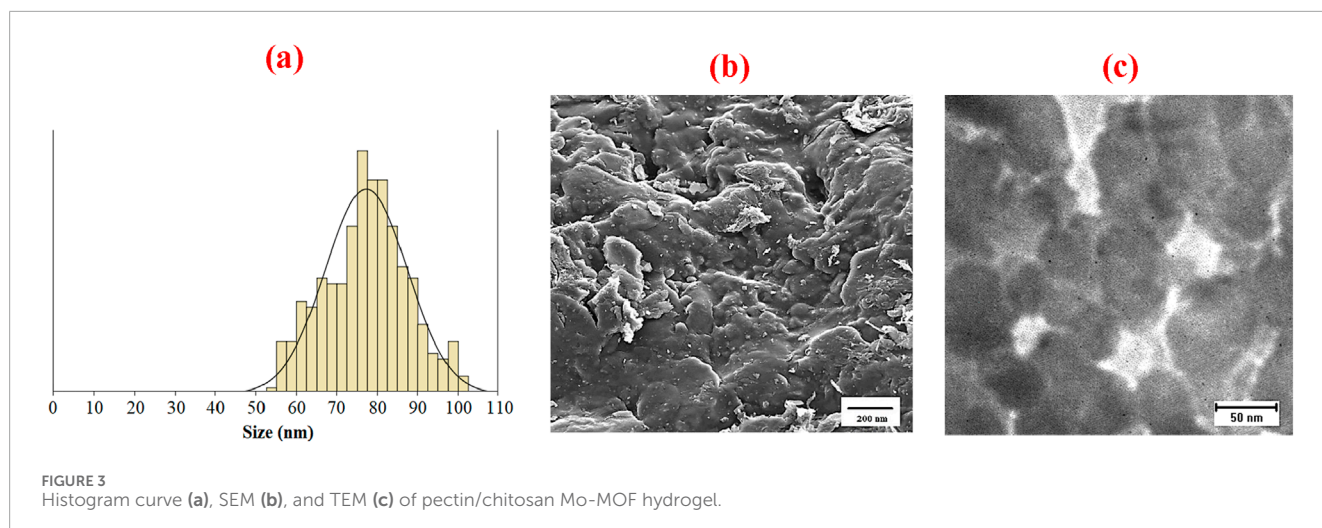 (a)
(b)
(c)
0 10 20 30 40 50 60 70 80 90 100 110
Size (nm)
200 nm
50 nm
FIGURE 3
Histogram curve (a), SEM (b), and TEM (c) of pectin/chitosan Mo-MOF hydrogel.